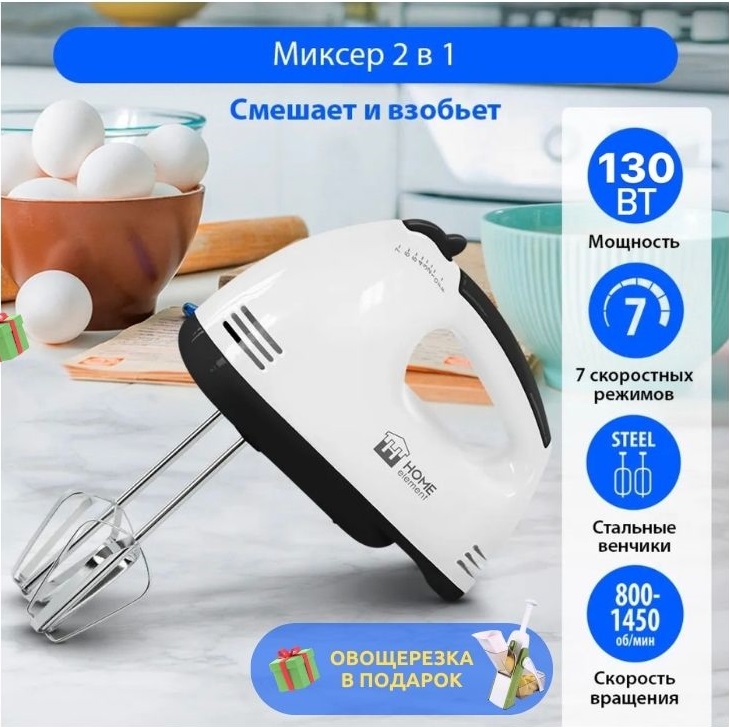 Миксер 2 в 1
Смешает и взобьет
130
ВТ
Мощность
7
7 скоростных
режимов
STEEL
Стальные
венчики
800-
1450
об/мин
Скорость
вращения
HOME
element
ОВОЩЕРЕЗКА
В ПОДАРОК